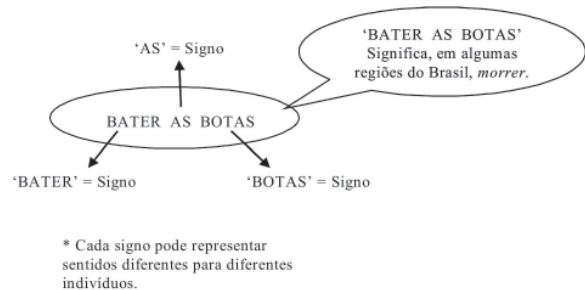 'AS' = Signo
'BATER AS BOTAS'
Significa, em algumas
regiões do Brasil, morrer.
BATER AS BOTAS
'BATER' = Signo
'BOTAS' = Signo
* Cada signo pode representar
sentidos diferentes para diferentes
indivíduos.